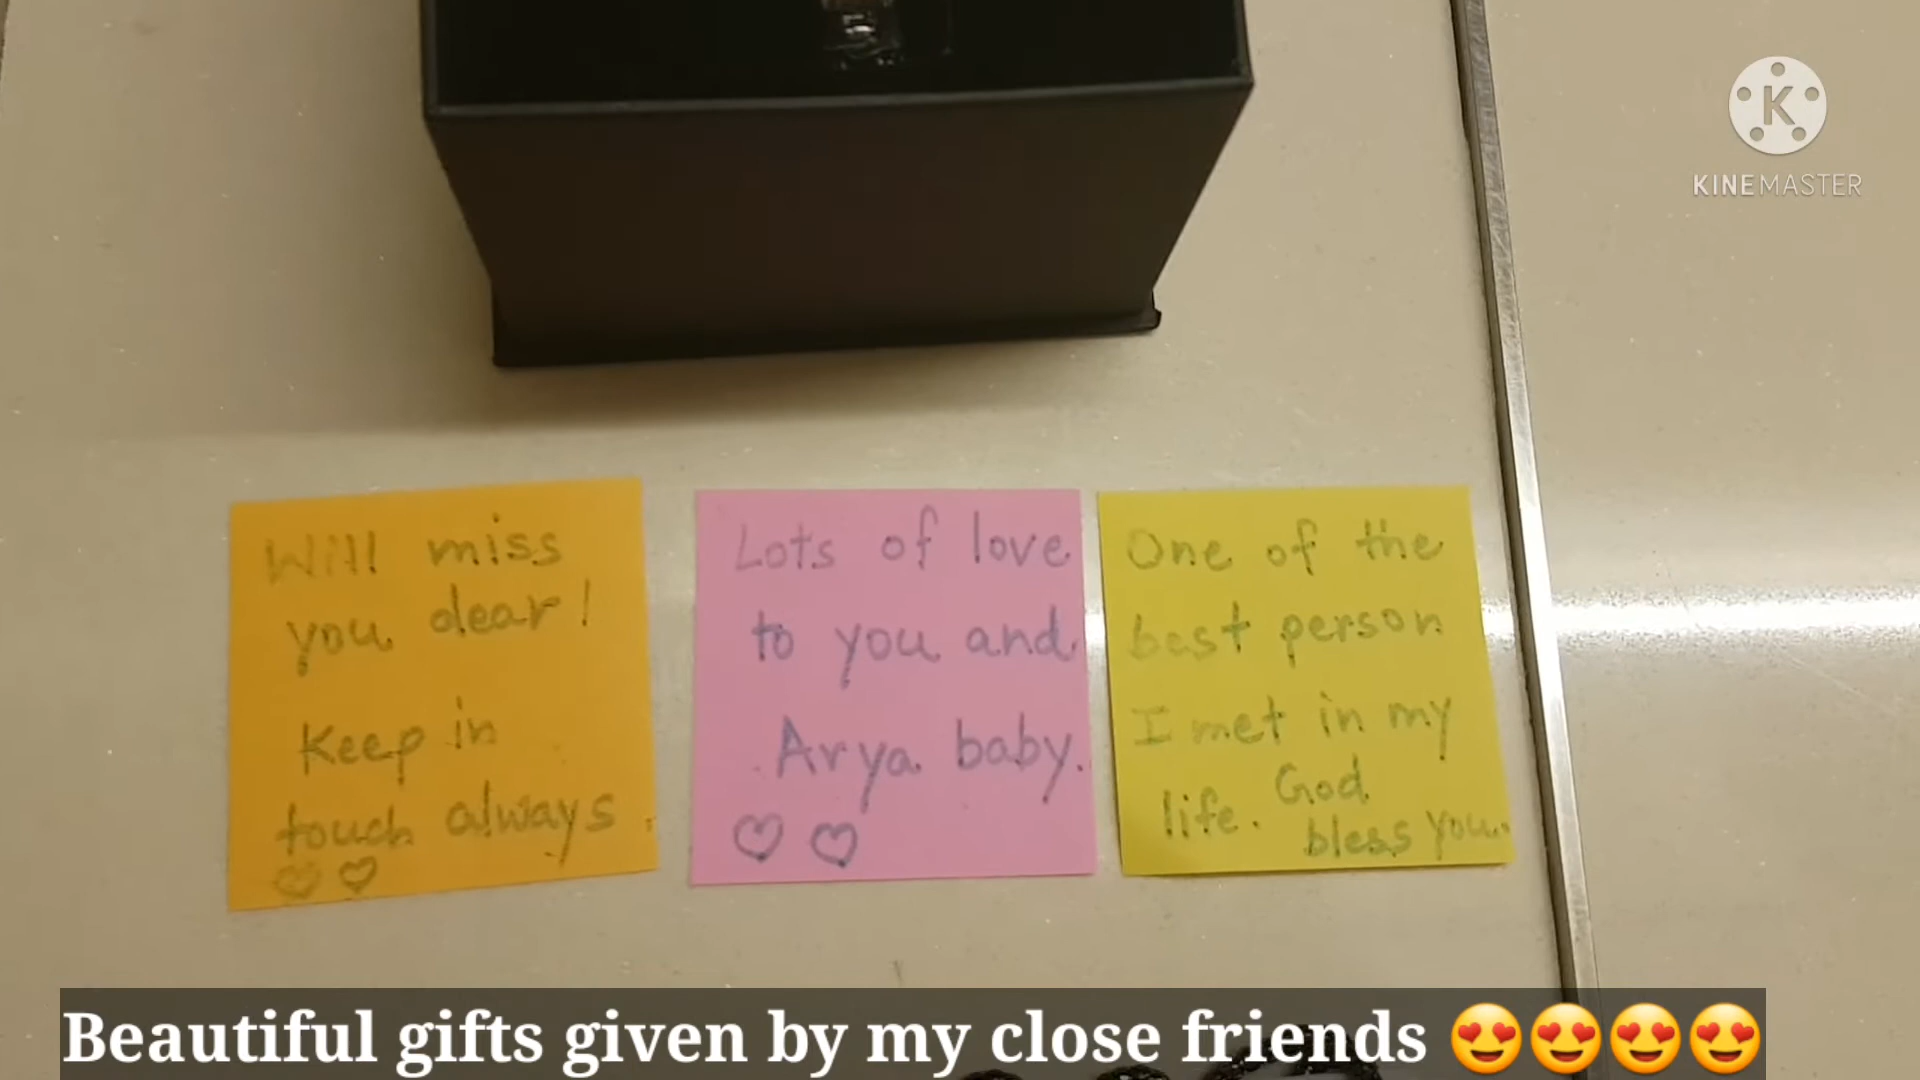 K
KINEMASTER
Will miss
you dear!
Keep in
touch always.
♡ ♡
Lots of love
to you and
Arya baby.
♡ ♡
One of the
best person
I met in my
life. God
bless you.
Beautiful gifts given by my close friends 😍😍😍😍